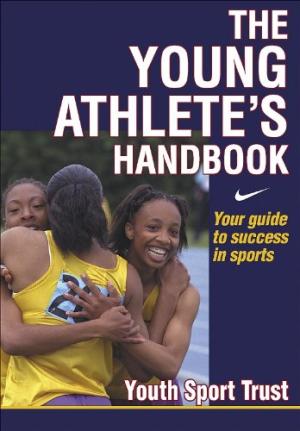 THE
YOUNG
ATHLETE'S
HANDBOOK
Your guide
to success
in sports
Youth Sport Trust